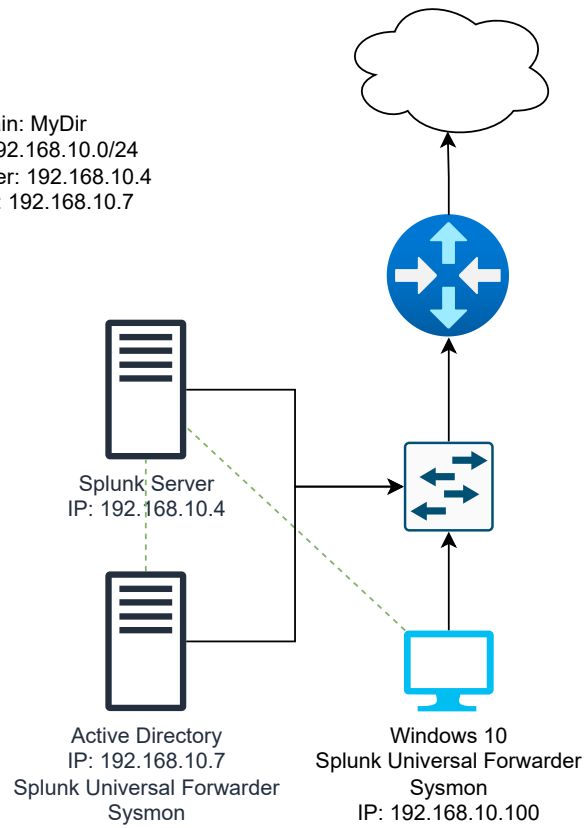 ain: MyDir
92.168.10.0/24
er: 192.168.10.4
: 192.168.10.7
Splunk Server
IP: 192.168.10.4
Active Directory
IP: 192.168.10.7
Splunk Universal Forwarder
Sysmon
Windows 10
Splunk Universal Forwarder
Sysmon
IP: 192.168.10.100